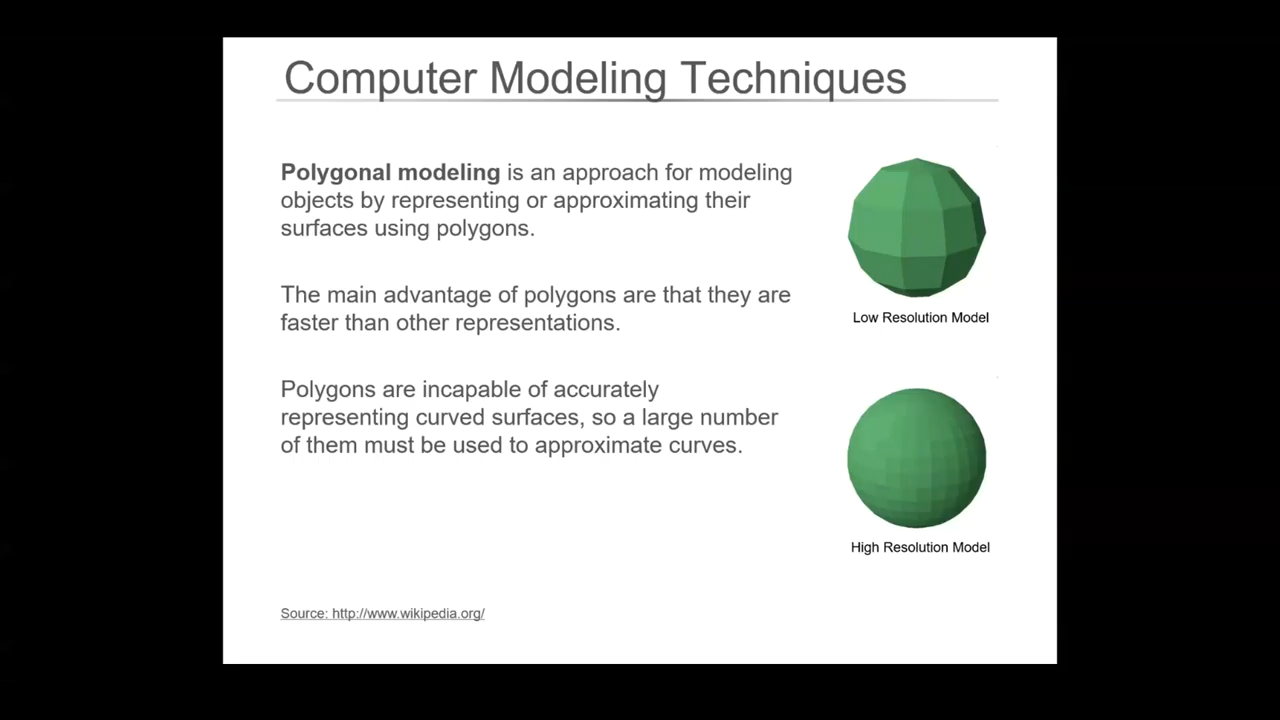 Computer Modeling Techniques
Polygonal modeling is an approach for modeling
objects by representing or approximating their
surfaces using polygons.
The main advantage of polygons are that they are
faster than other representations.
Polygons are incapable of accurately
representing curved surfaces, so a large number
of them must be used to approximate curves.
Low Resolution Model
High Resolution Model
Source: http://www.wikipedia.org/